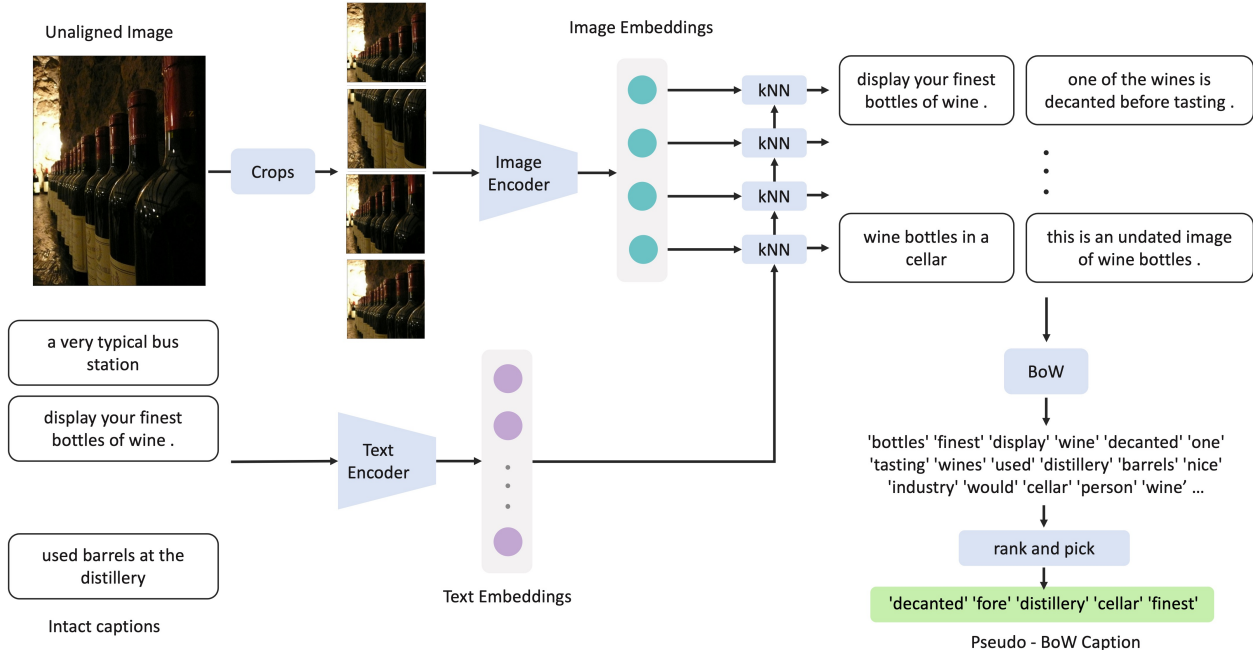 Unaligned Image
Crops
Image
Encoder
Image Embeddings
kNN
kNN
kNN
kNN
display your finest
bottles of wine .
one of the wines is
decanted before tasting .
wine bottles in a
cellar
this is an undated image
of wine bottles .
a very typical bus
station
display your finest
bottles of wine .
used barrels at the
distillery
Intact captions
Text
Encoder
Text Embeddings
BoW
'bottles' 'finest' 'display' 'wine' 'decanted' 'one'
'tasting' 'wines' 'used' 'distillery' 'barrels' 'nice'
'industry' 'would' 'cellar' 'person' 'wine’ ...
rank and pick
'decanted' 'fore' 'distillery' 'cellar' 'finest'
Pseudo - BoW Caption